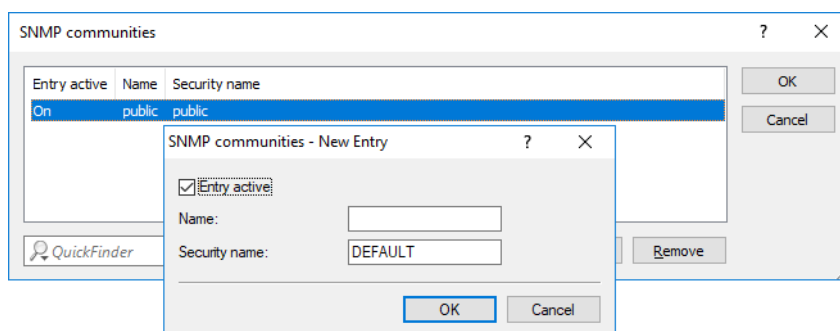 SNMP communities ?
Entry active Name Security name
On public public
OK
Cancel
SNMP communities - New Entry ?
Entry active
Name:
Security name: DEFAULT
OK Cancel
QuickFinder
Remove